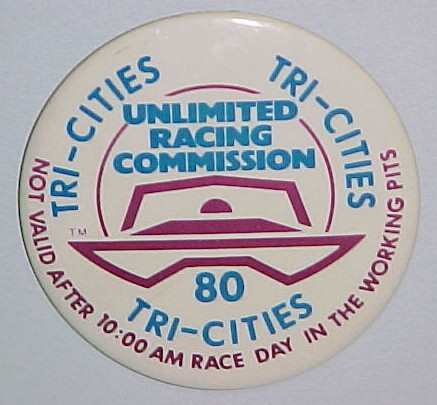 TRI-CITIES
TRI-CITIES
UNLIMITED
RACING
COMMISSION
TM
80
TRI-CITIES
NOT VALID AFTER 10:00 AM RACE DAY IN THE WORKING PITS